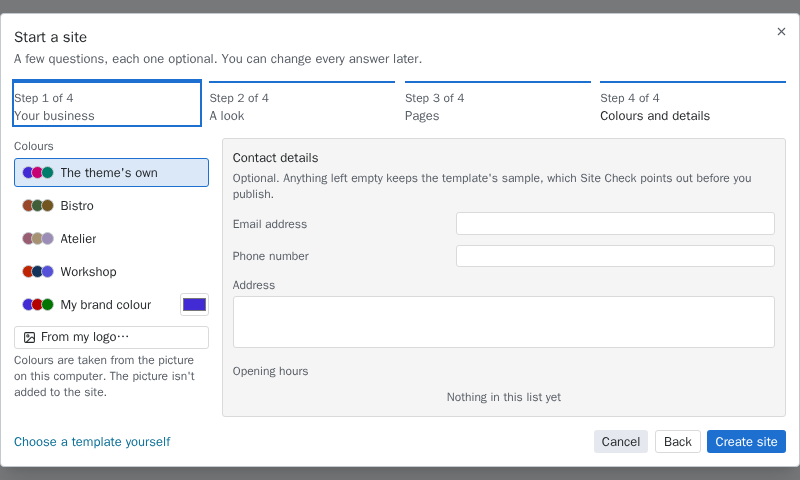 Start a site
A few questions, each one optional. You can change every answer later.
Step 1 of 4
Your business
Step 2 of 4
A look
Step 3 of 4
Pages
Step 4 of 4
Colours and details
Colours
The theme's own
Bistro
Atelier
Workshop
My brand colour
From my logo···
Colours are taken from the picture
on this computer. The picture isn't
added to the site.
Contact details
Optional. Anything left empty keeps the template's sample, which Site Check points out before you
publish.
Email address
Phone number
Address
Opening hours
Nothing in this list yet
Choose a template yourself
Cancel
Back
Create site